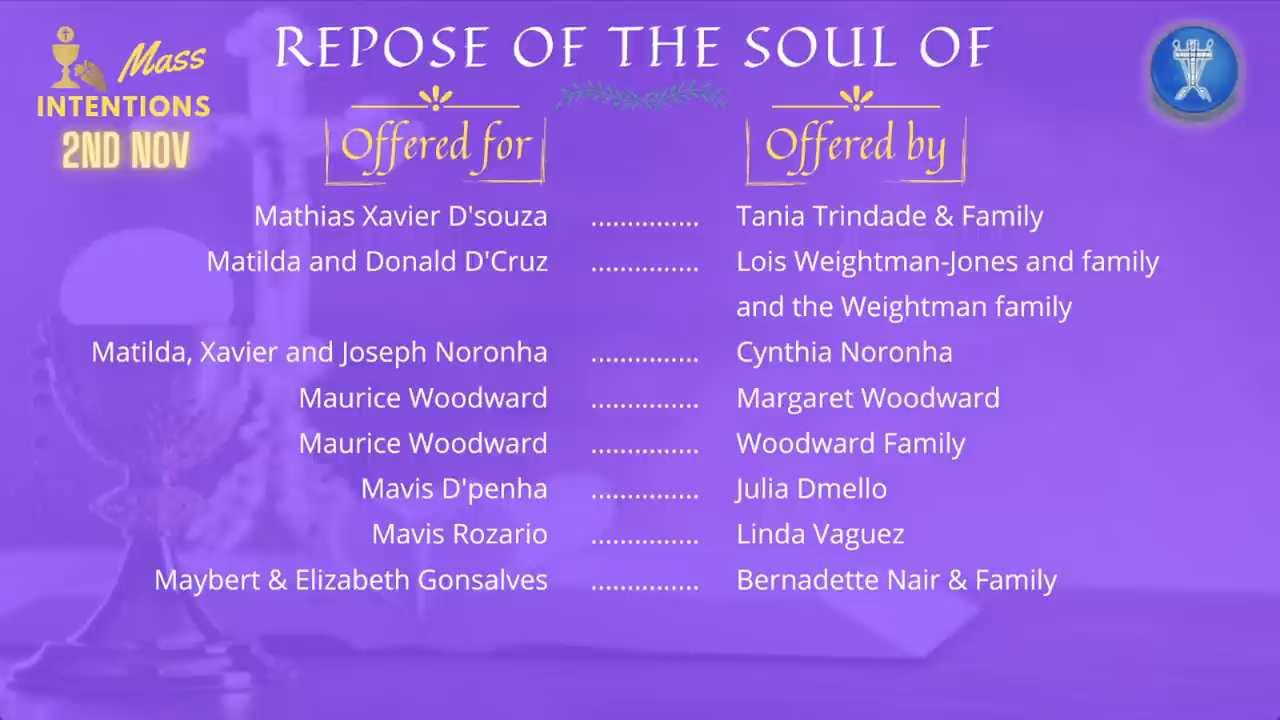 Mass
INTENTIONS
2ND NOV
REPOSE OF THE SOUL OF
Offered for Offered by
Mathias Xavier D'souza ............... Tania Trindade & Family
Matilda and Donald D'Cruz ............... Lois Weightman-Jones and family
and the Weightman family
Matilda, Xavier and Joseph Noronha ............... Cynthia Noronha
Maurice Woodward ............... Margaret Woodward
Maurice Woodward ............... Woodward Family
Mavis D'penha ............... Julia Dmello
Mavis Rozario ............... Linda Vaguez
Maybert & Elizabeth Gonsalves ............... Bernadette Nair & Family